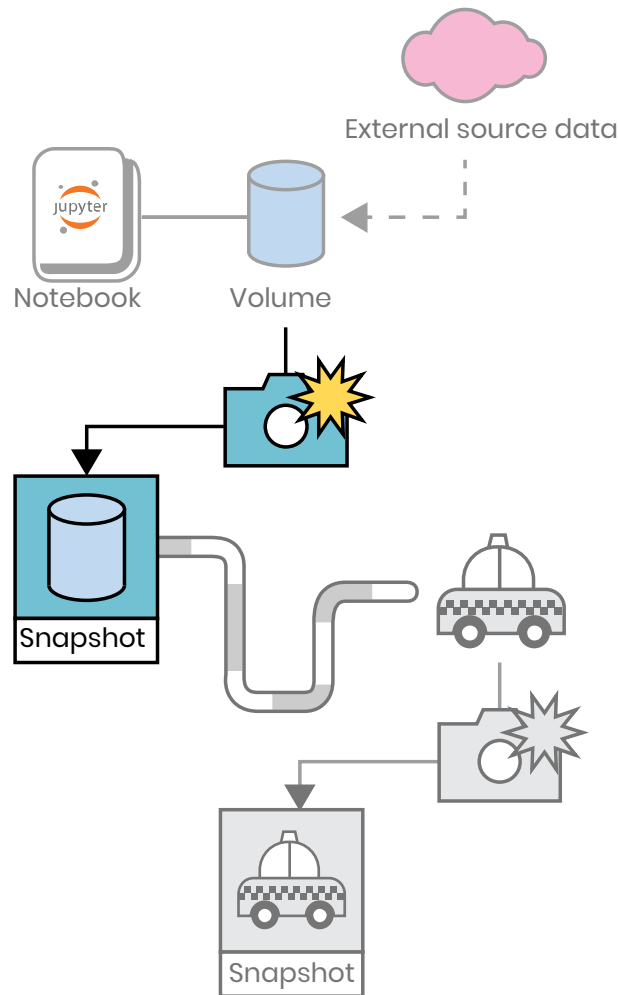 External source data
jupyter
Notebook
Volume
Snapshot
Snapshot